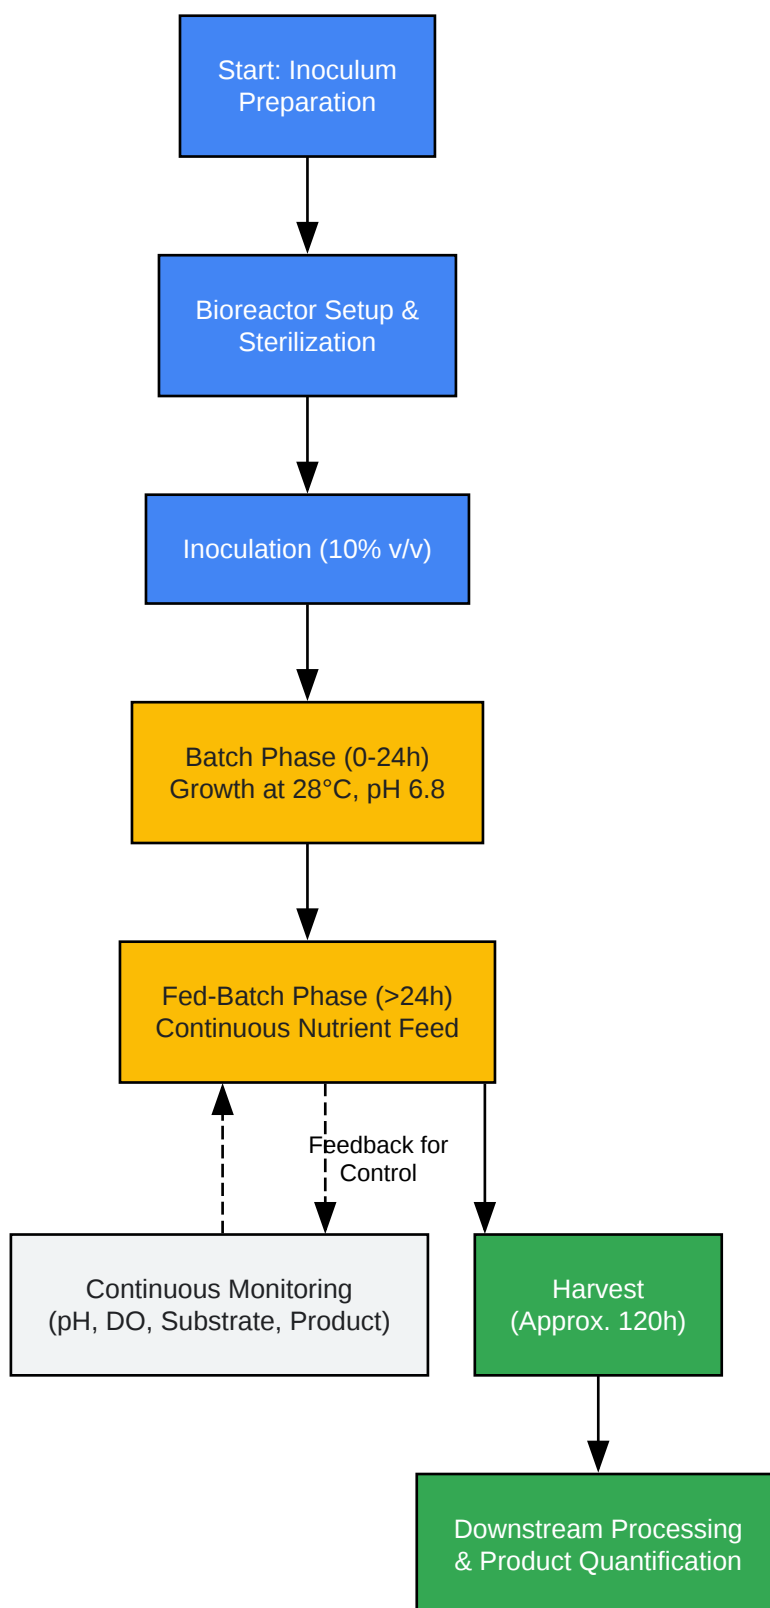 Start: Inoculum
Preparation
Bioreactor Setup &
Sterilization
Inoculation (10% v/v)
Batch Phase (0-24h)
Growth at 28°C, pH 6.8
Fed-Batch Phase (>24h)
Continuous Nutrient Feed
Feedback for
Control
Continuous Monitoring
(pH, DO, Substrate, Product)
Harvest
(Approx. 120h)
Downstream Processing
& Product Quantification